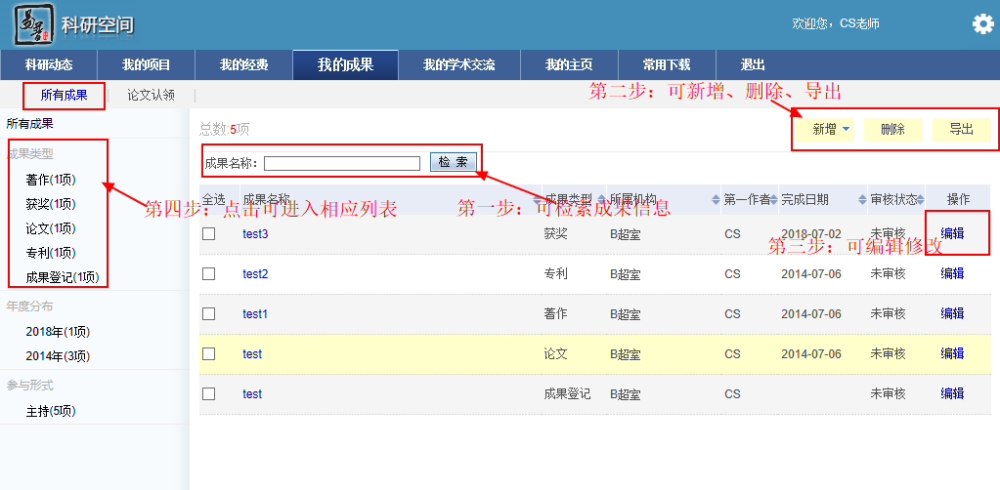 易普 科研空间
欢迎您，CS老师
科研动态 我的项目 我的经费 我的成果 我的学术交流 我的主页 常用下载 退出
所有成果 论文认领
第二步：可新增、删除、导出
所有成果
总数:5项
新增 删除 导出
成果类型
成果名称： 检 索
著作(1项)
获奖(1项)
论文(1项)
专利(1项)
成果登记(1项)
第四步：点击可进入相应列表
第一步：可检索成果信息
全选 成果名称 成果类型 所属机构 第一作者 完成日期 审核状态 操作
test3 获奖 B超室 CS 2018-07-02 未审核 编辑
第三步：可编辑修改
test2 专利 B超室 CS 2014-07-06 未审核 编辑
年度分布
test1 著作 B超室 CS 2014-07-06 未审核 编辑
2018年(1项)
2014年(3项)
test 论文 B超室 CS 2014-07-06 未审核 编辑
参与形式
test 成果登记 B超室 CS 未审核 编辑
主持(5项)